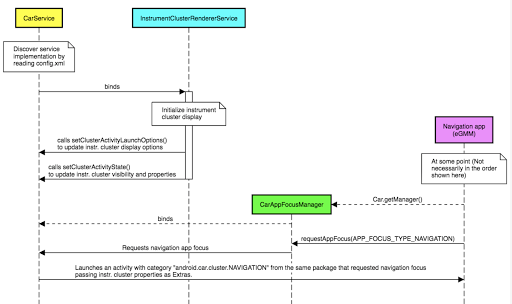 CarService
InstrumentClusterRendererService
Discover service
implementation by
reading config.xml
binds
Initialize instrument
cluster display
Navigation app
(eGMM)
calls setClusterActivityLaunchOptions()
to update instr. cluster display options
At some point (Not
necessarily in the order
shown here)
calls setClusterActivityState()
to update instr. cluster visibility and properties
CarAppFocusManager
Car.getManager()
binds
requestAppFocus(APP_FOCUS_TYPE_NAVIGATION)
Requests navigation app focus
Launches an activity with category "android.car.cluster.NAVIGATION" from the same package that requested navigation focus
passing instr. cluster properties as Extras.